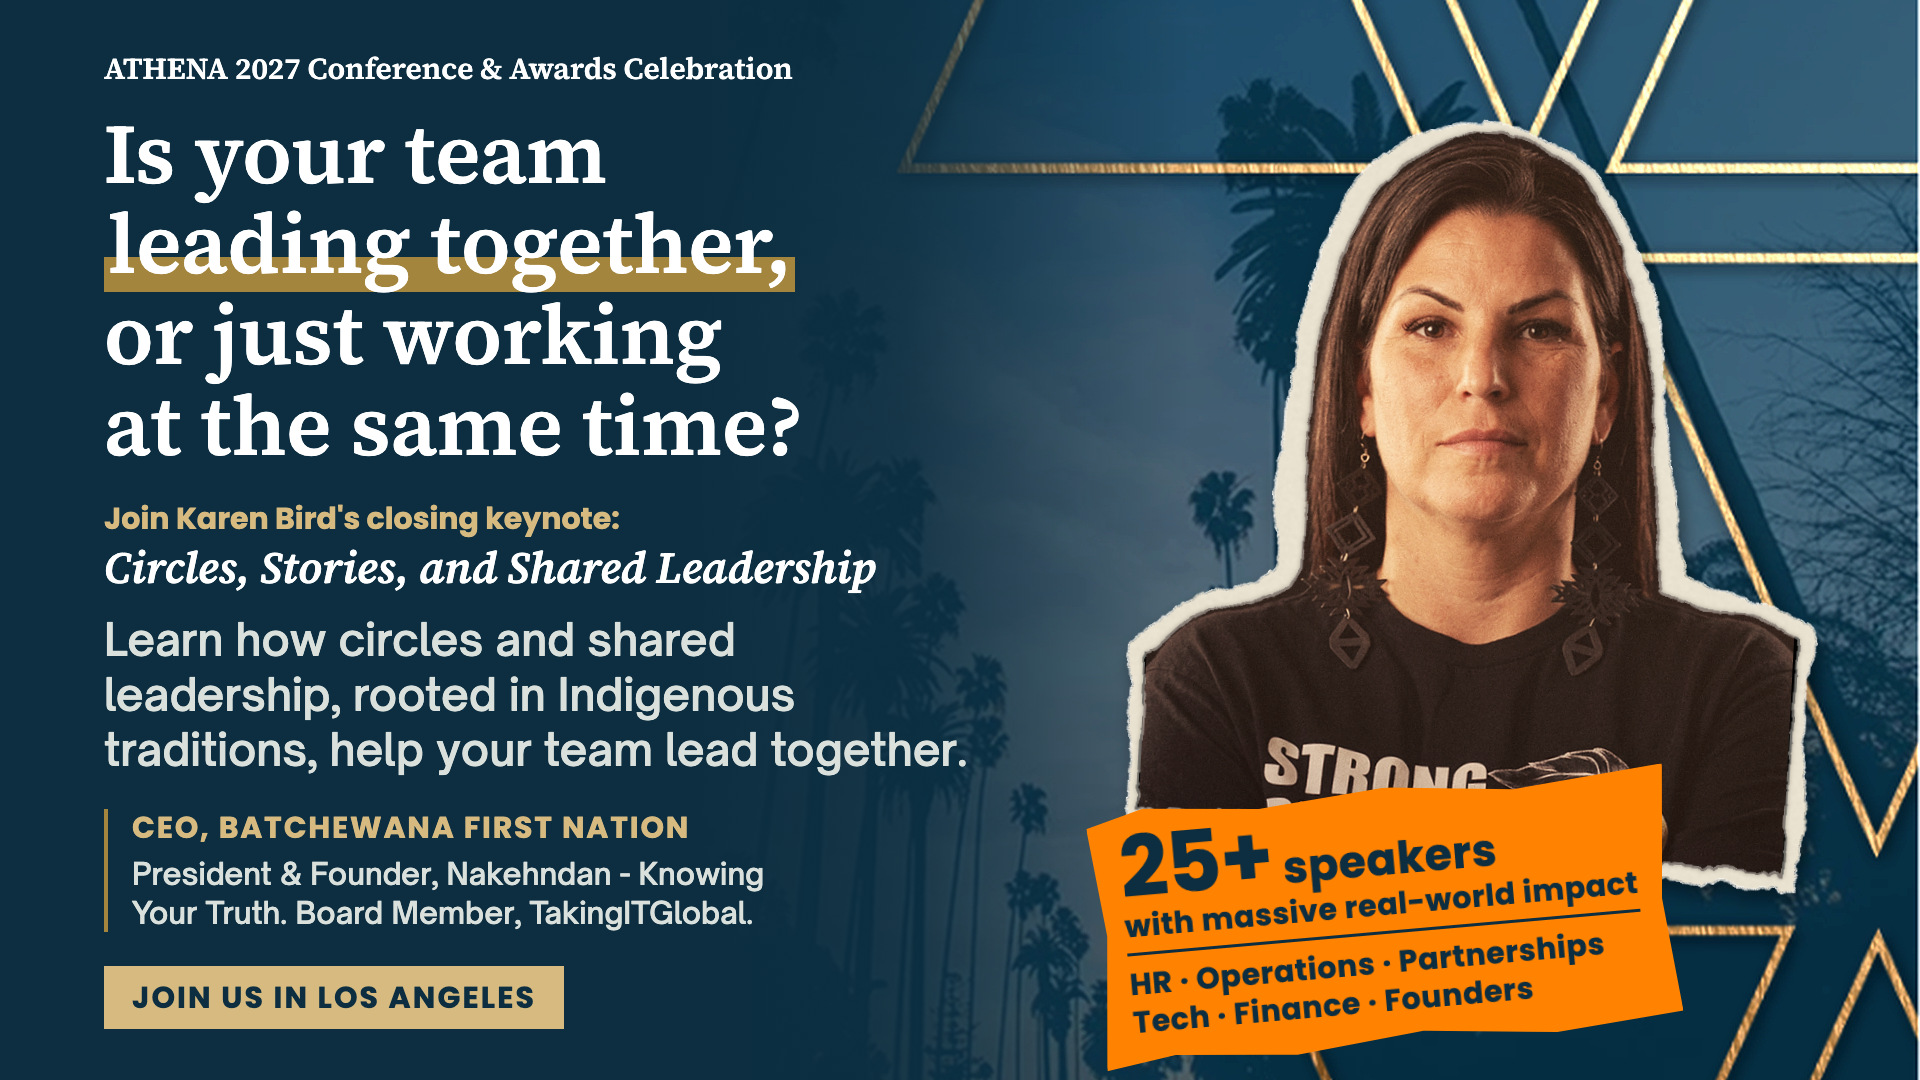 ATHENA 2027 Conference & Awards Celebration
Is your team
leading together,
or just working
at the same time?
Join Karen Bird's closing keynote:
Circles, Stories, and Shared Leadership
Learn how circles and shared
leadership, rooted in Indigenous
traditions, help your team lead together.
CEO, BATCHEWANA FIRST NATION
President & Founder, Nakehndan - Knowing
Your Truth. Board Member, TakingITGlobal.
JOIN US IN LOS ANGELES
STRONG
25+ speakers
with massive real-world impact
HR · Operations · Partnerships
Tech · Finance · Founders